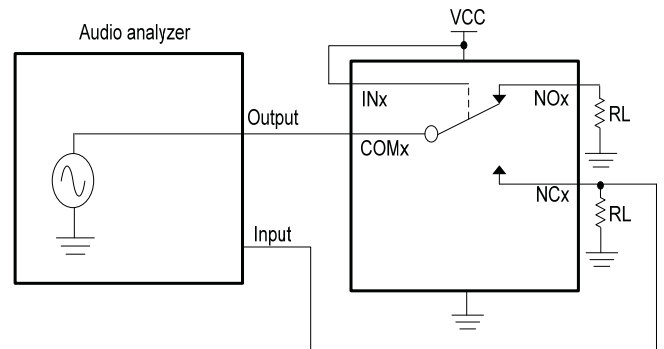 VCC
Audio analyzer
INx
NOx
RL
Output
COMx
NCx
RL
Input